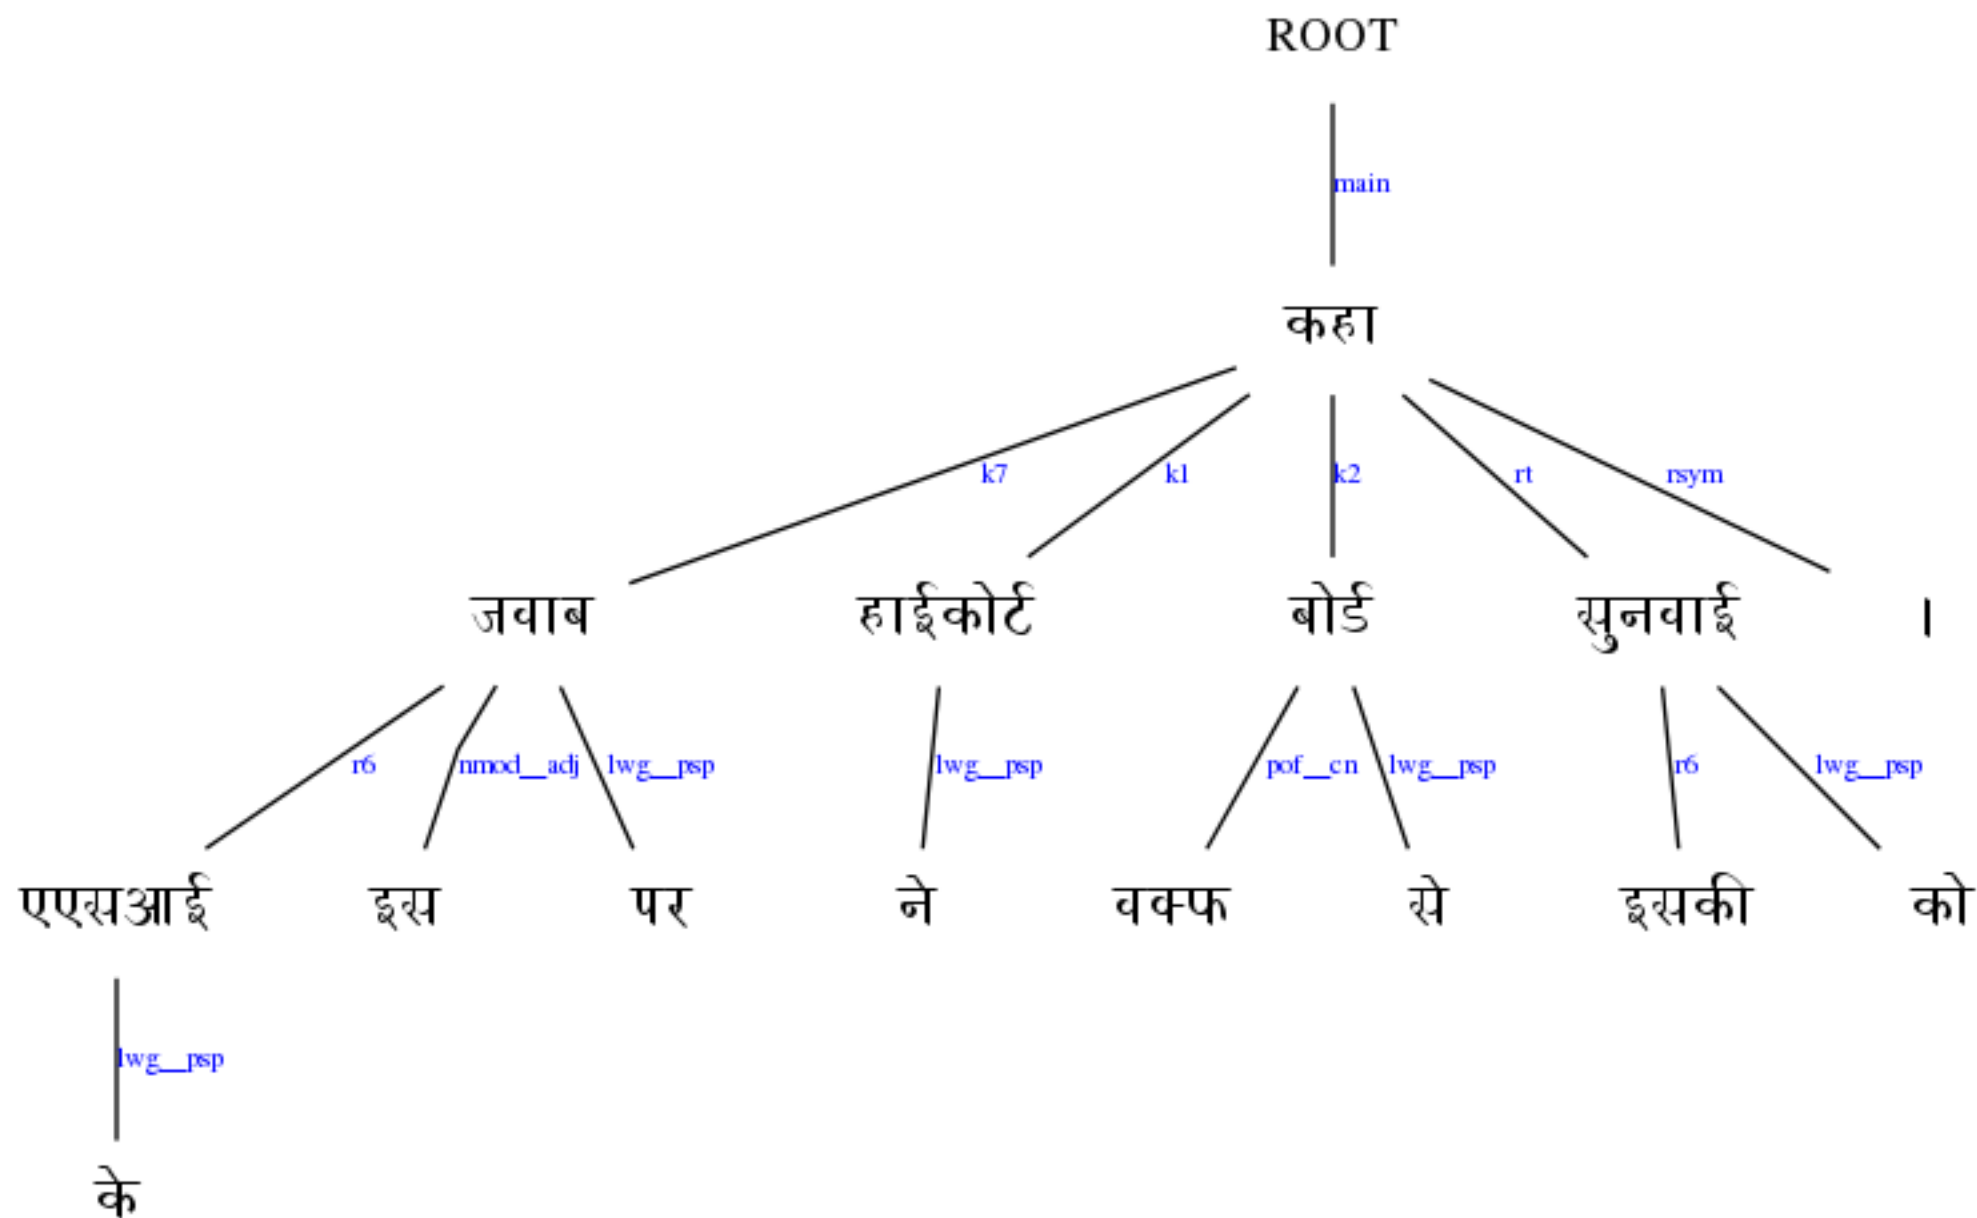 ROOT
main
कहा
k7 k1 k2 rt rsym
जवाब हाईकोर्ट बोर्ड सुनवाई ।
r6 nmod__adj lwg__psp lwg__psp pof__cn lwg__psp r6 lwg__psp
एएसआई इस पर ने वक्फ से इसकी को
lwg__psp
के